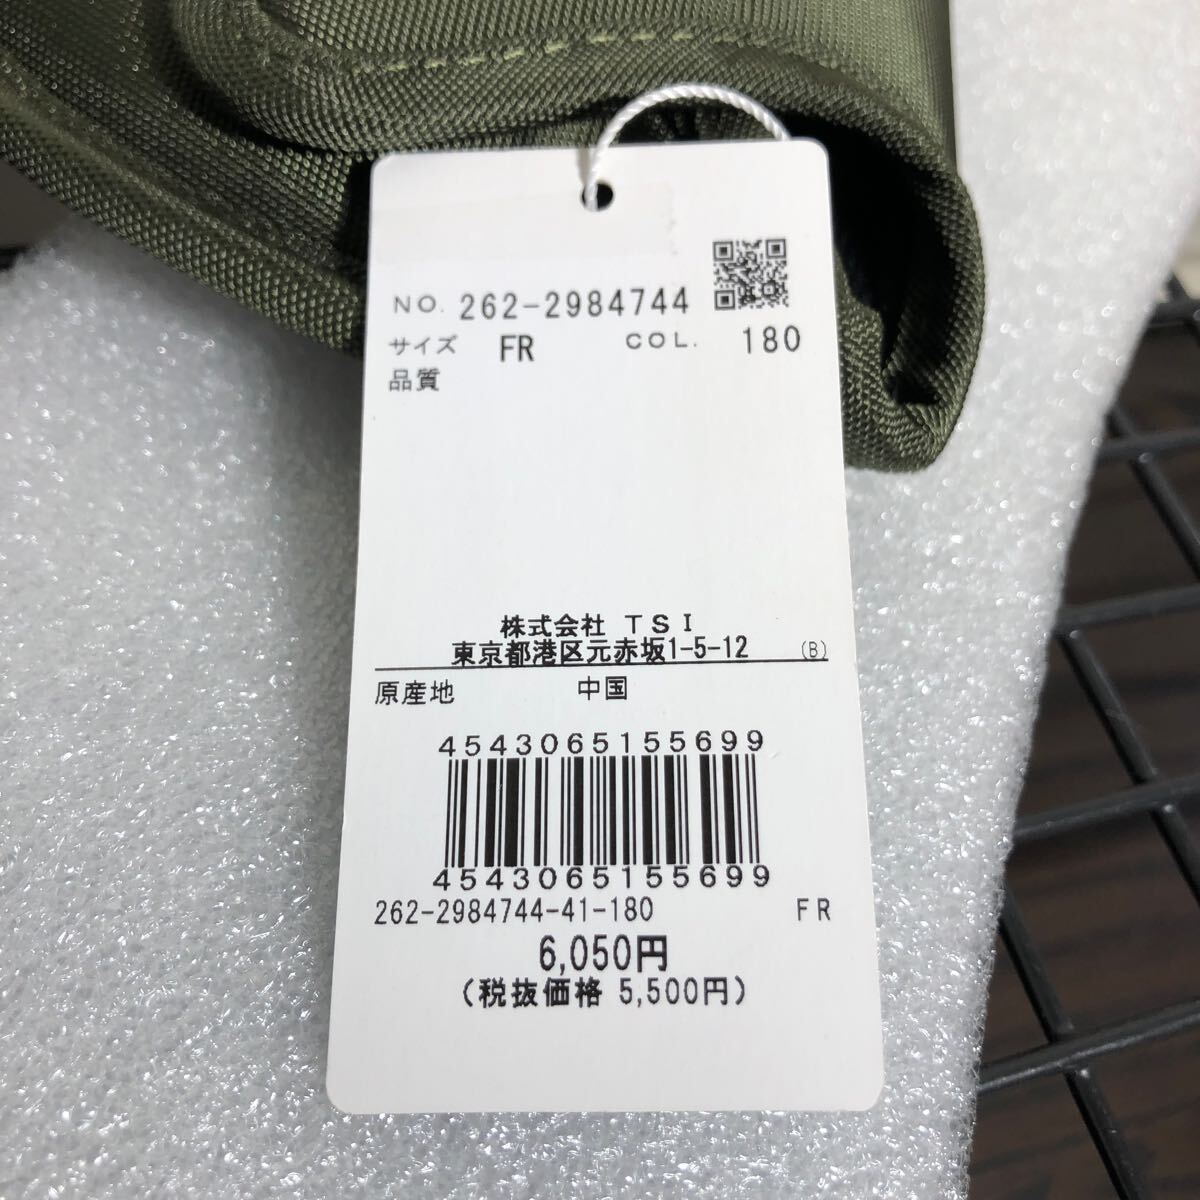 NO. 262-2984744
サイズ FR COL. 180
品質
株式会社 TSI
東京都港区元赤坂1-5-12 (B)
原産地 中国
4543065155699
4543065155699
262-2984744-41-180 FR
6,050円
(税抜価格 5,500円)